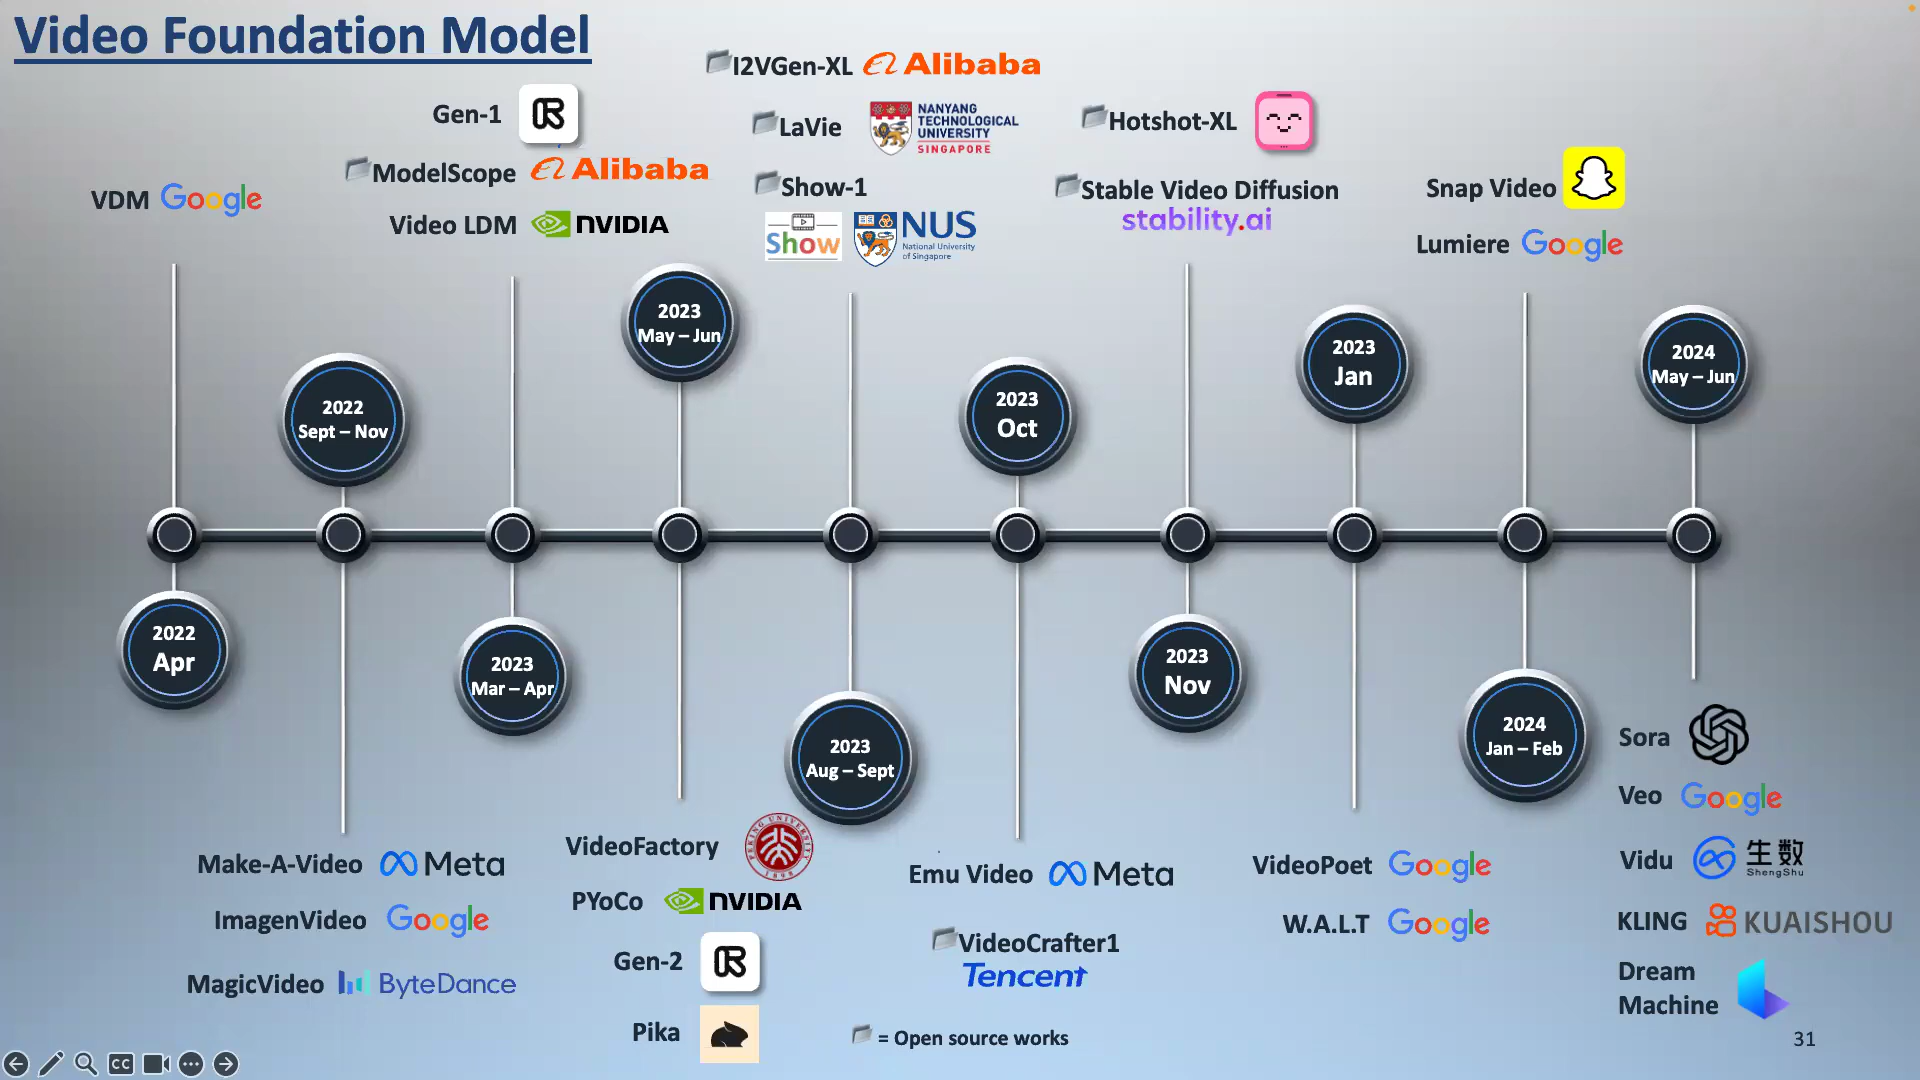 Video Foundation Model
I2VGen-XL Alibaba
Gen-1
LaVie NANYANG
TECHNOLOGICAL
UNIVERSITY
SINGAPORE
Hotshot-XL
ModelScope Alibaba
VDM Google
Show-1
Stable Video Diffusion
stability.ai
Snap Video
Video LDM NVIDIA
Show NUS
National University
of Singapore
Lumiere Google
2023
May – Jun
2023
Jan
2024
May – Jun
2022
Sept – Nov
2023
Oct
2022
Apr
2023
Mar – Apr
2023
Nov
2023
Aug – Sept
2024
Jan – Feb
Sora
Veo Google
Vidu 生数
ShengShu
KLING KUAISHOU
Dream
Machine
Make-A-Video Meta
ImagenVideo Google
MagicVideo ByteDance
VideoFactory PEKING UNIVERSITY
1898
PYoCo NVIDIA
Gen-2
Pika
Emu Video Meta
VideoCrafter1
Tencent
VideoPoet Google
W.A.L.T Google
= Open source works
31
CC